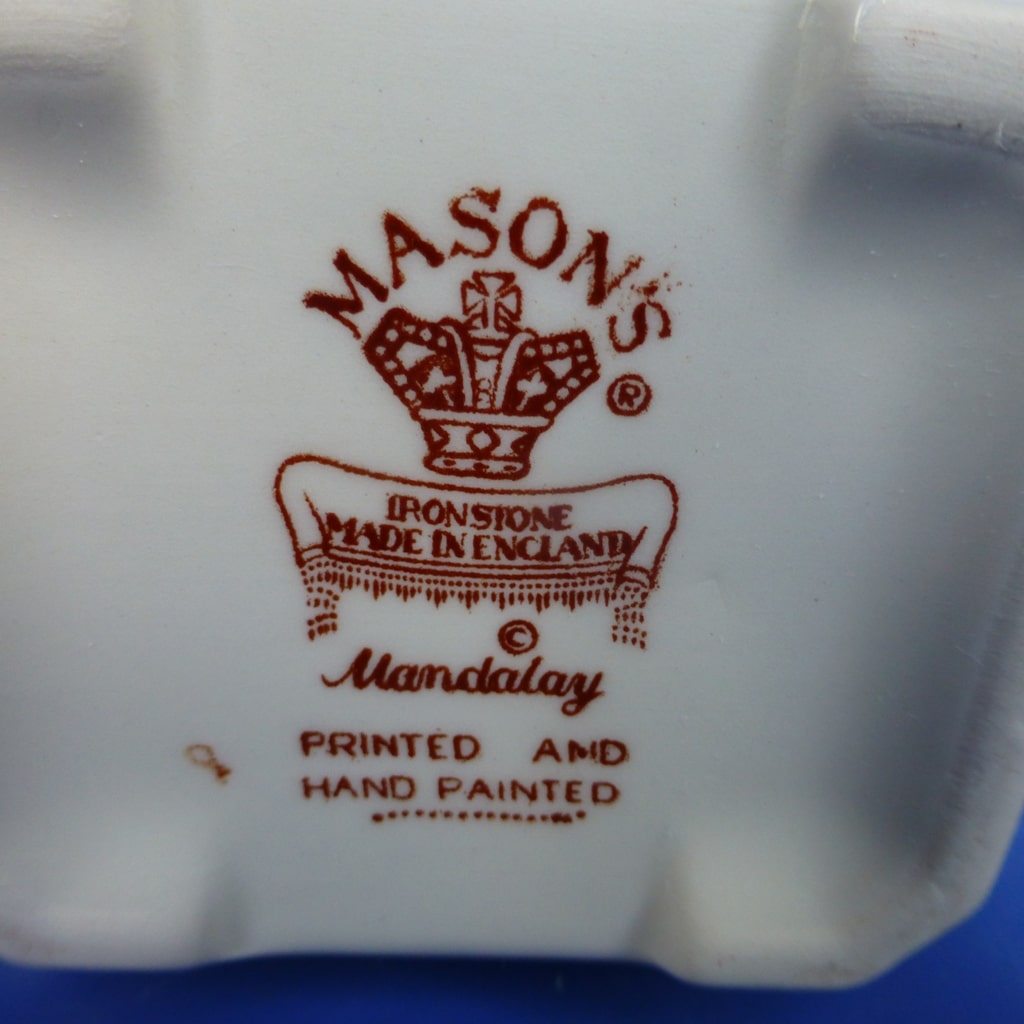 MASON'S
®
IRONSTONE
MADE IN ENGLAND
©
Mandalay
PRINTED AND
HAND PAINTED